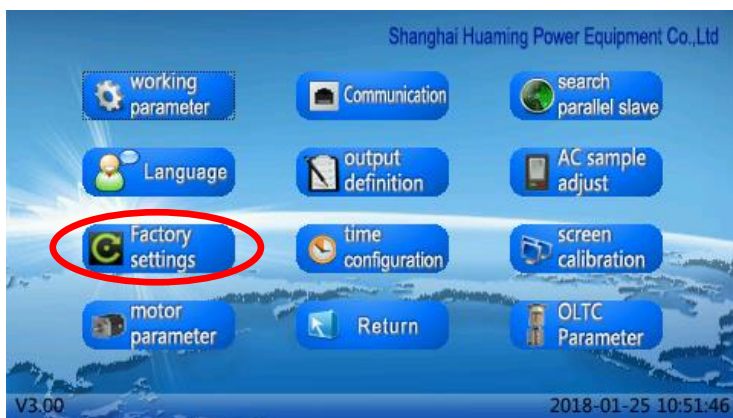 Shanghai Huaming Power Equipment Co.,Ltd
working
parameter
Communication
search
parallel slave
Language
output
definition
AC sample
adjust
Factory
settings
time
configuration
screen
calibration
motor
parameter
Return
OLTC
Parameter
V3.00
2018-01-25 10:51:46